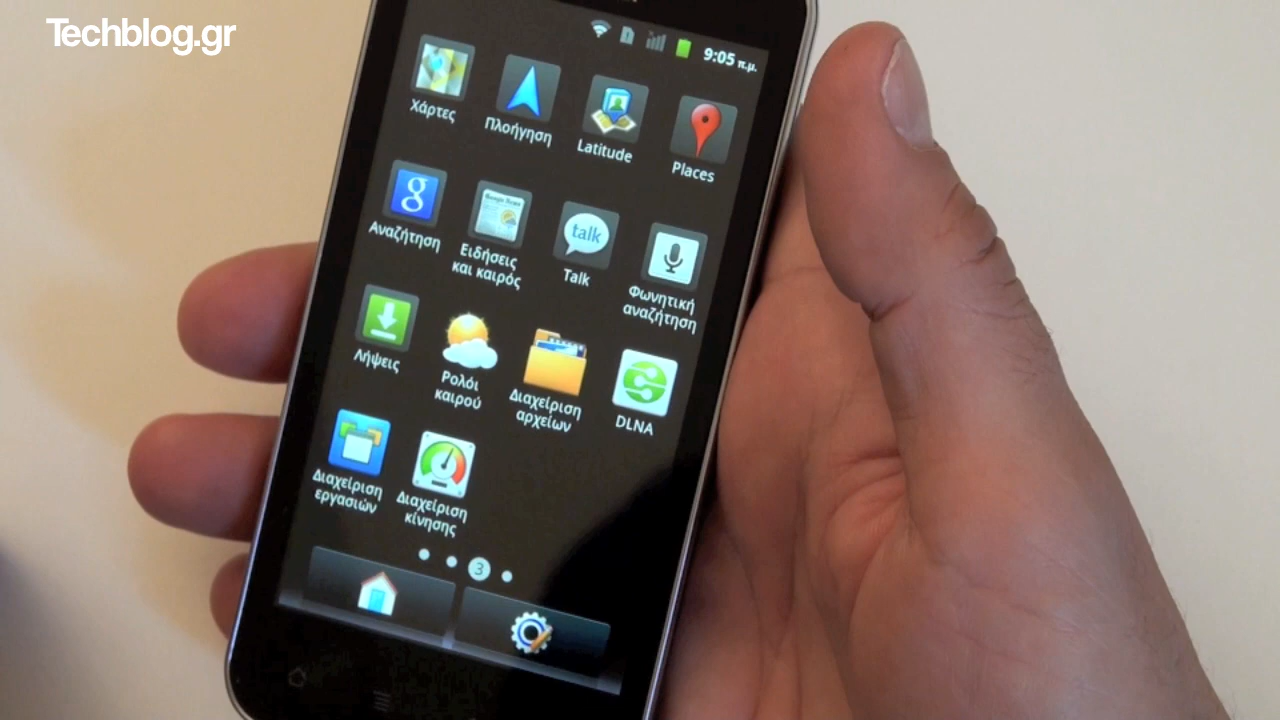 Techblog.gr
9:05 π.μ.
Χάρτες
Πλοήγηση
Latitude
Places
g
Αναζήτηση
Ειδήσεις
και καιρός
talk
Talk
Φωνητική
αναζήτηση
Λήψεις
Ρολόι
καιρού
Διαχείριση
αρχείων
DLNA
Διαχείριση
εργασιών
Διαχείριση
κίνησης
3